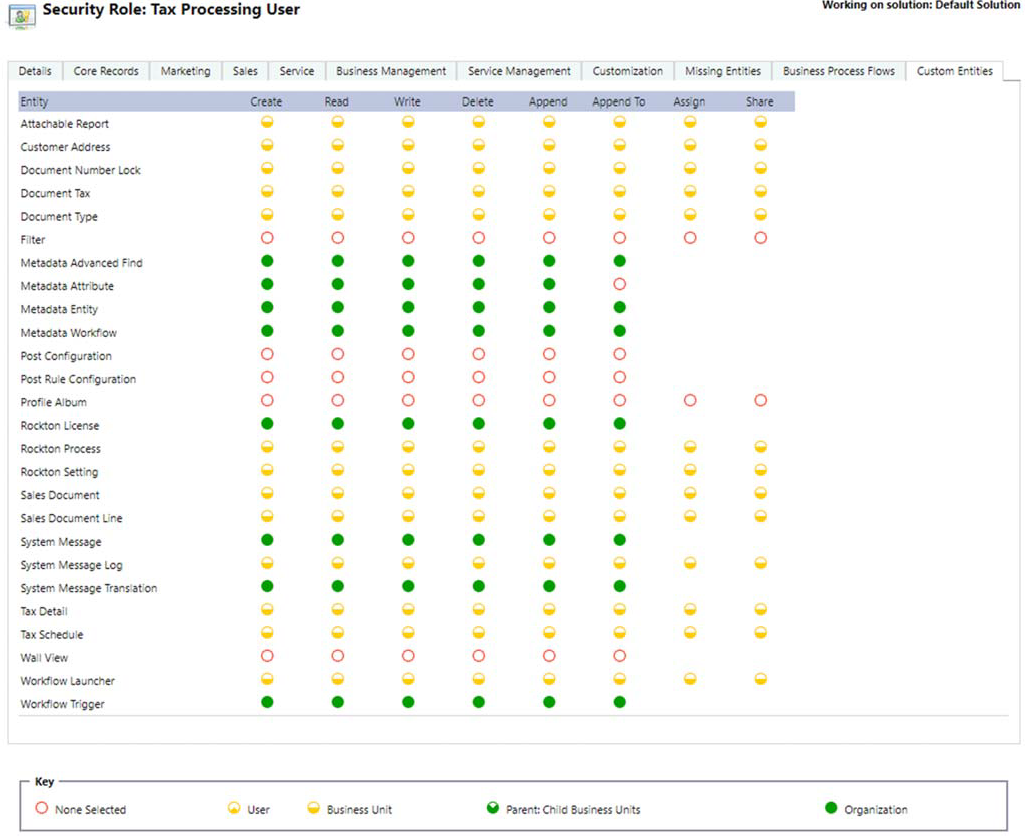 Security Role: Tax Processing User
Working on solution: Default Solution
Details Core Records Marketing Sales Service Business Management Service Management Customization Missing Entities Business Process Flows Custom Entities
Entity Create Read Write Delete Append Append To Assign Share
Attachable Report
Customer Address
Document Number Lock
Document Tax
Document Type
Filter
Metadata Advanced Find
Metadata Attribute
Metadata Entity
Metadata Workflow
Post Configuration
Post Rule Configuration
Profile Album
Rockton License
Rockton Process
Rockton Setting
Sales Document
Sales Document Line
System Message
System Message Log
System Message Translation
Tax Detail
Tax Schedule
Wall View
Workflow Launcher
Workflow Trigger
Key
None Selected User Business Unit Parent: Child Business Units Organization